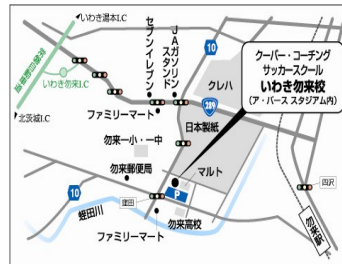 いわき湯本I.C
常磐自動車道
いわき勿来I.C
北茨城I.C
セブンイレブン
JAガソリン
スタンド
10
クレハ
クーバー・コーチング
サッカースクール
いわき勿来校
(ア・パース スタジアム内)
289
ファミリーマート
日本製紙
勿来一小・一中
勿来郵便局
マルト
四沢
10
P
窪田
蛭田川
勿来高校
ファミリーマート
勿来駅